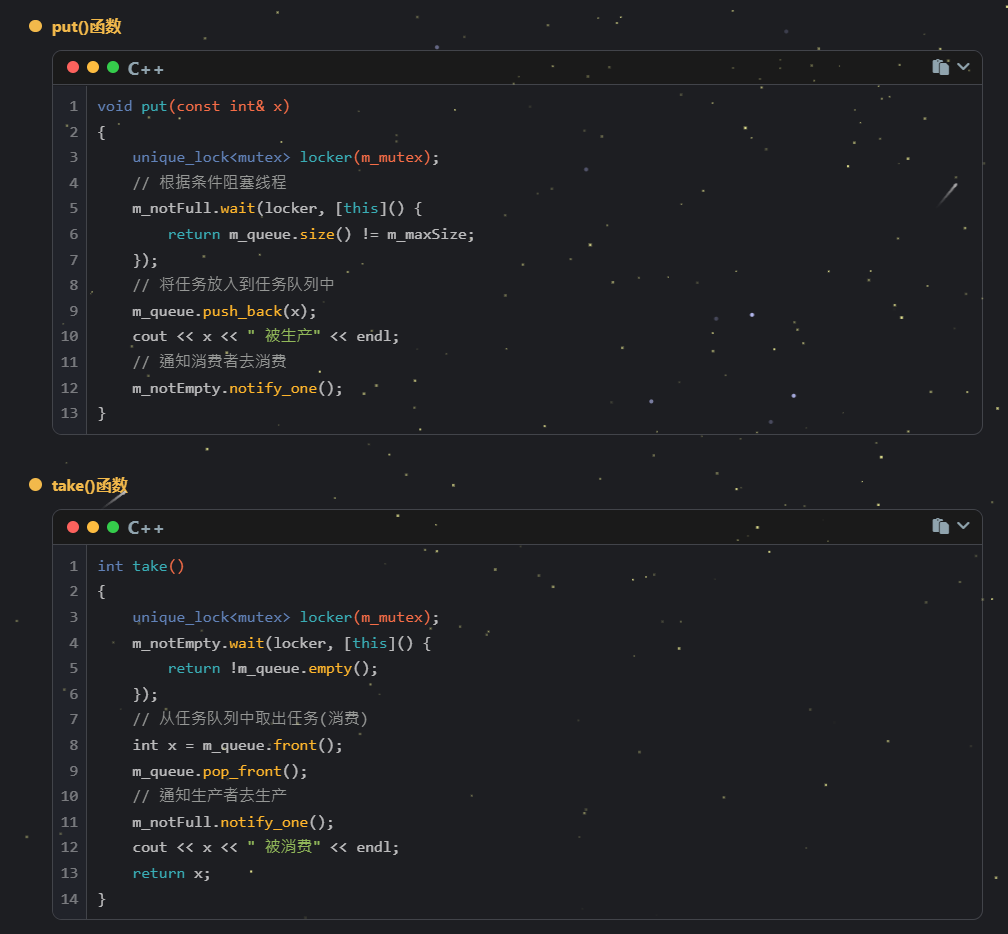 put()函数
C++
1 void put(const int& x)
2 {
3     unique_lock<mutex> locker(m_mutex);
4     // 根据条件阻塞线程
5     m_notFull.wait(locker, [this]() {
6         return m_queue.size() != m_maxSize;
7     });
8     // 将任务放入到任务队列中
9     m_queue.push_back(x);
10     cout << x << " 被生产" << endl;
11     // 通知消费者去消费
12     m_notEmpty.notify_one();
13 }
take()函数
C++
1 int take()
2 {
3     unique_lock<mutex> locker(m_mutex);
4     m_notEmpty.wait(locker, [this]() {
5         return !m_queue.empty();
6     });
7     // 从任务队列中取出任务(消费)
8     int x = m_queue.front();
9     m_queue.pop_front();
10     // 通知生产者去生产
11     m_notFull.notify_one();
12     cout << x << " 被消费" << endl;
13     return x;
14 }